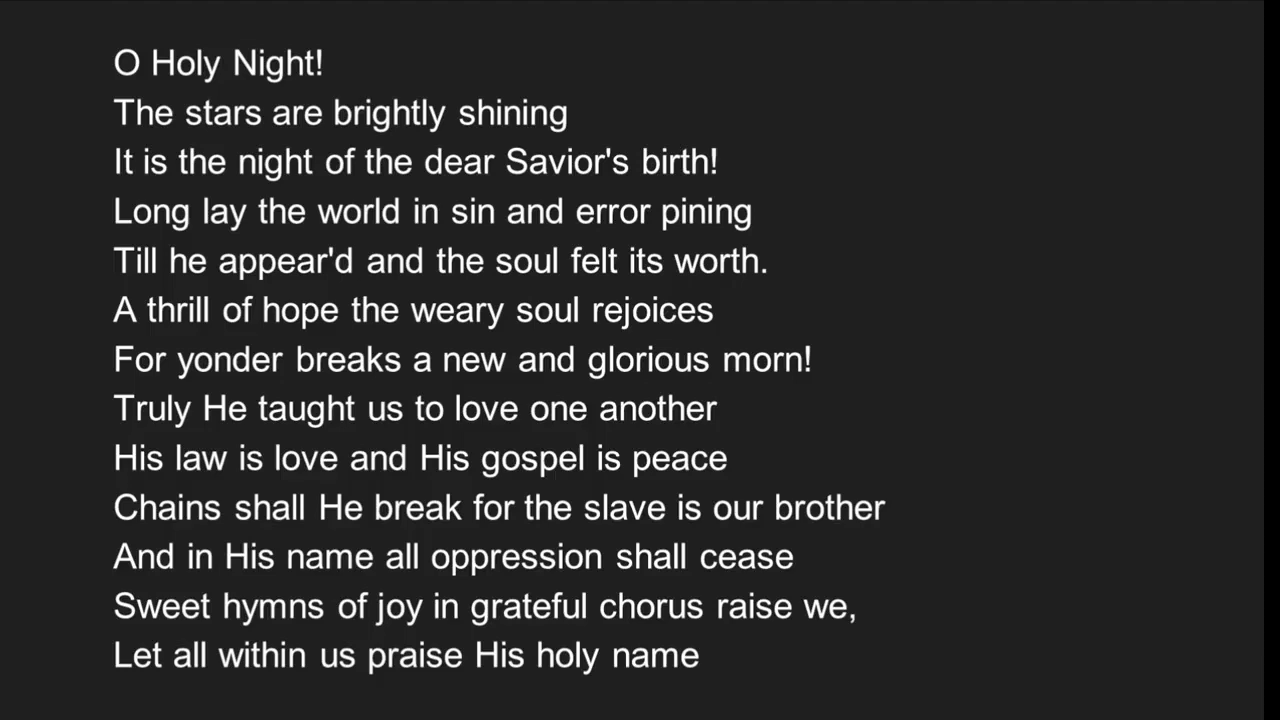 O Holy Night!
The stars are brightly shining
It is the night of the dear Savior's birth!
Long lay the world in sin and error pining
Till he appear'd and the soul felt its worth.
A thrill of hope the weary soul rejoices
For yonder breaks a new and glorious morn!
Truly He taught us to love one another
His law is love and His gospel is peace
Chains shall He break for the slave is our brother
And in His name all oppression shall cease
Sweet hymns of joy in grateful chorus raise we,
Let all within us praise His holy name